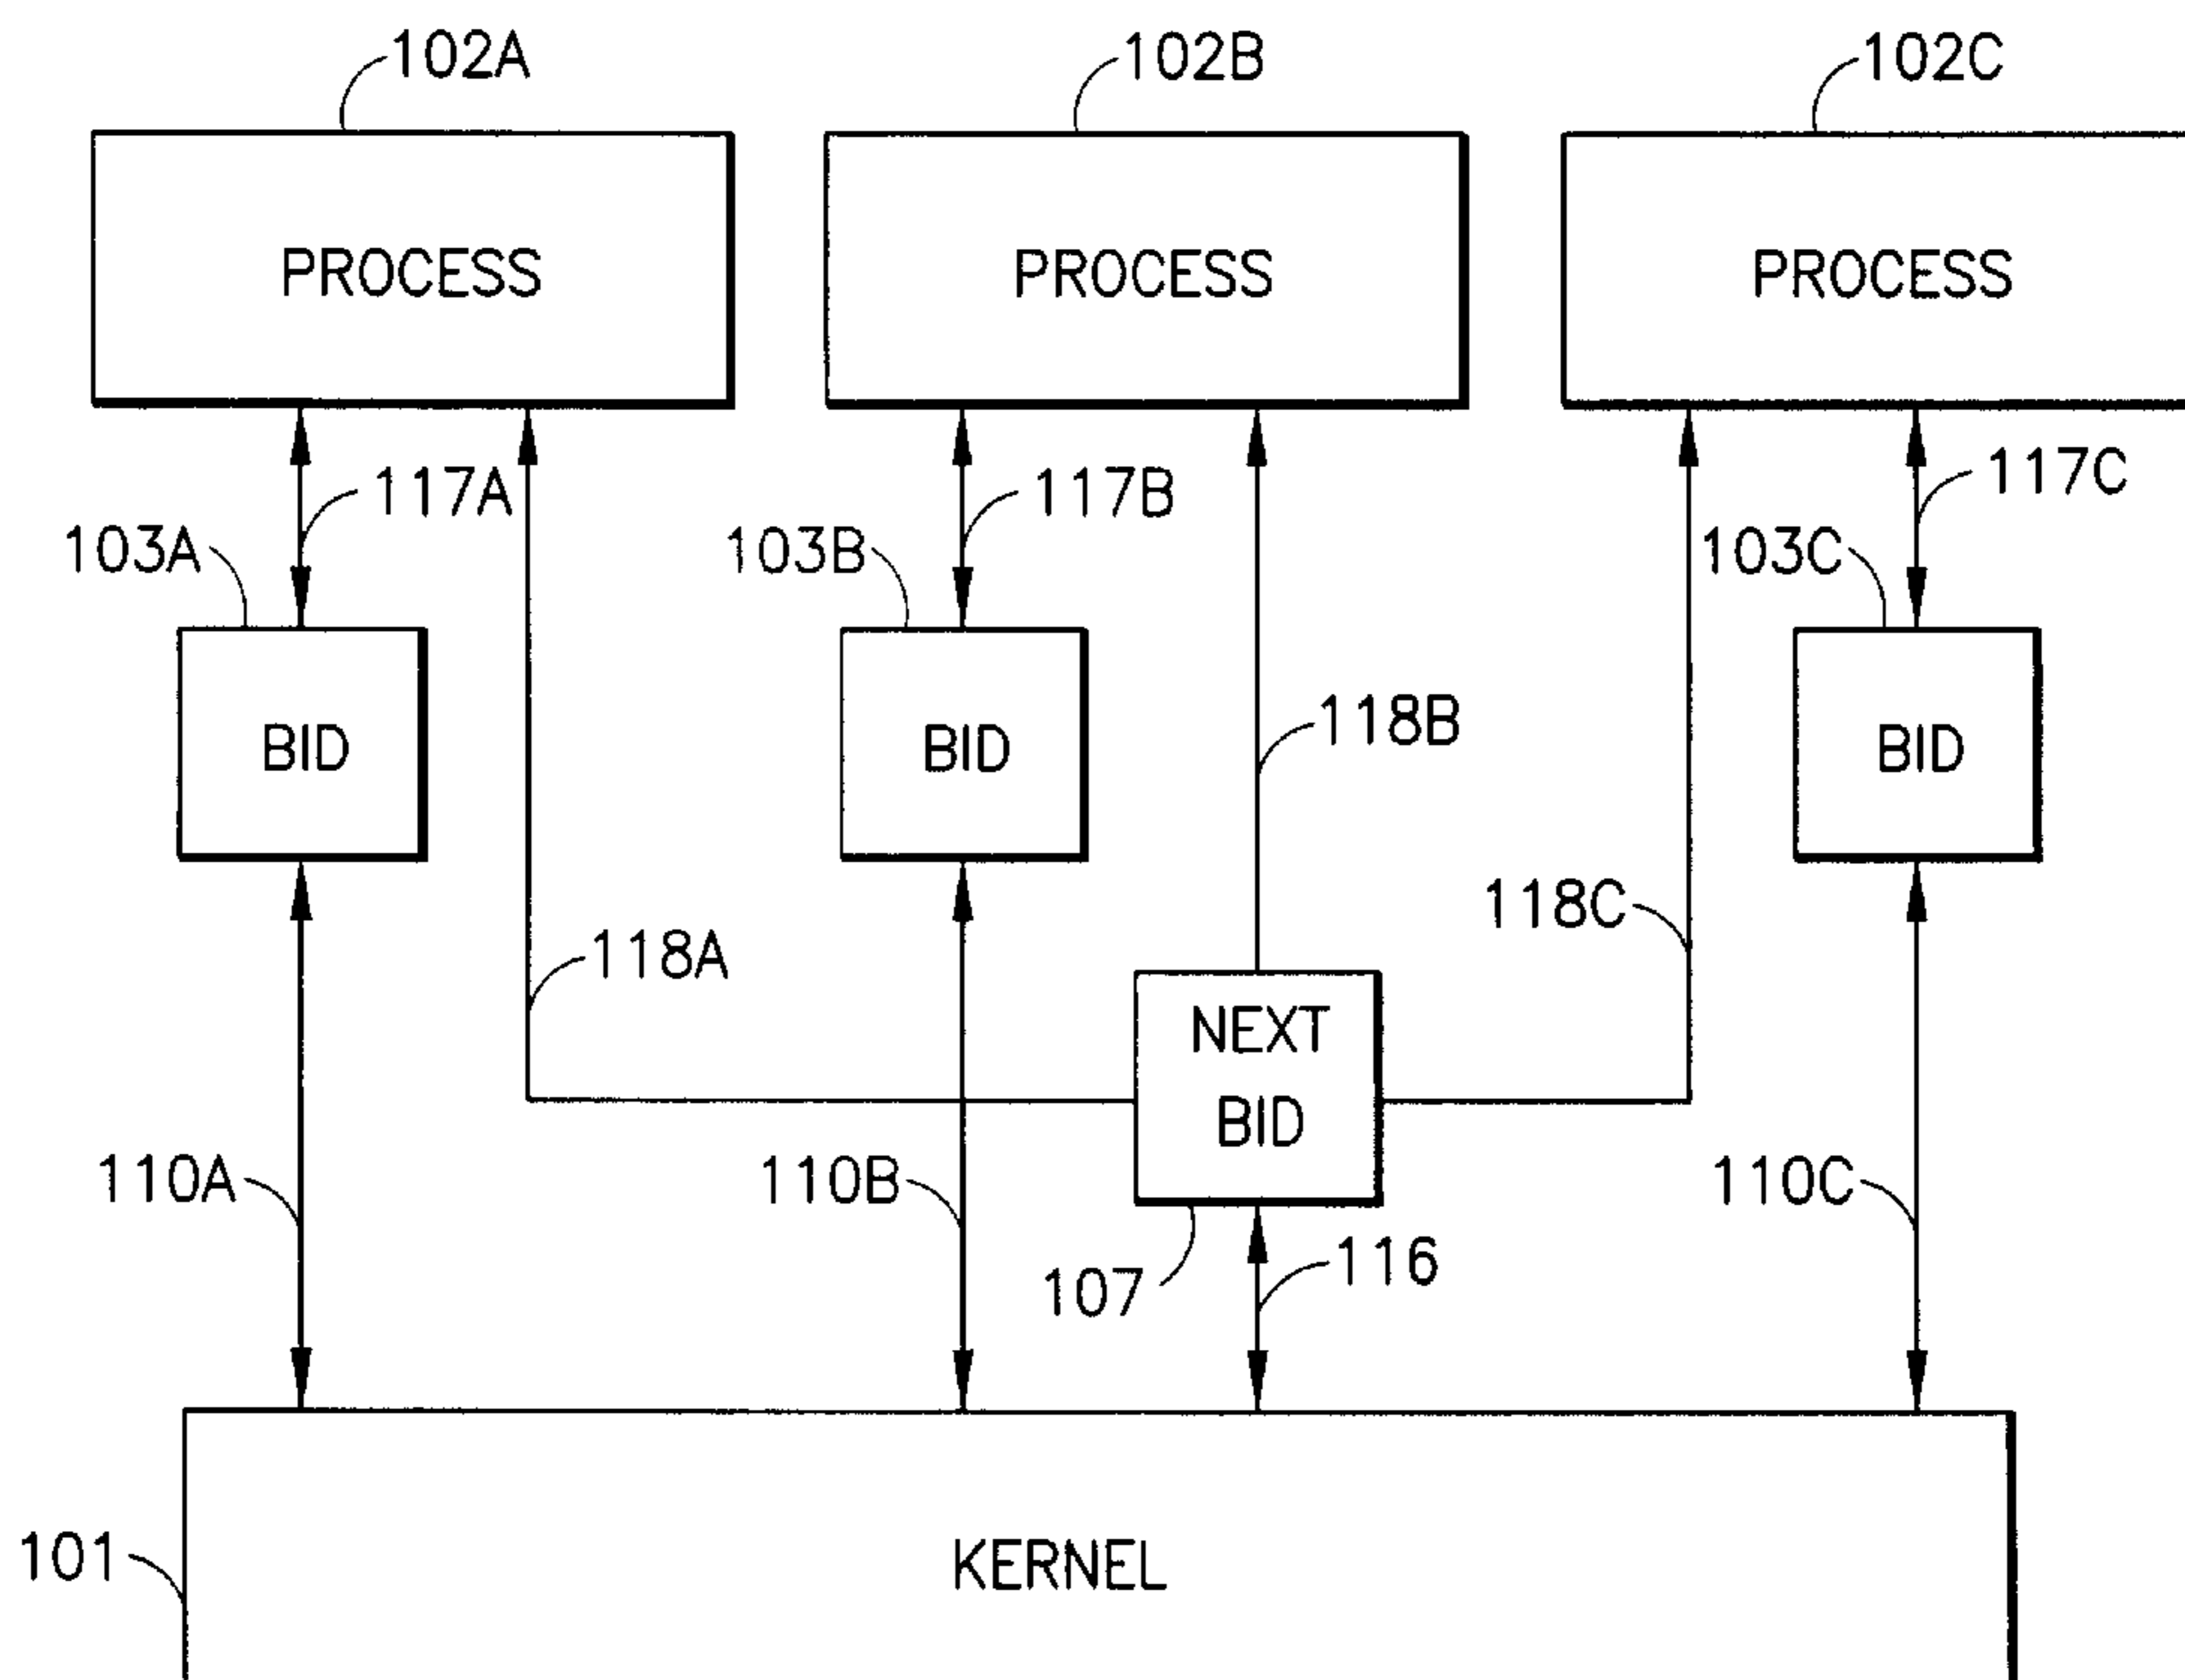 102A
102B
102C
PROCESS
PROCESS
PROCESS
117A
117B
117C
103A
103B
103C
BID
BID
BID
118B
118C
118A
NEXT
BID
110A
110B
110C
116
107
101
KERNEL